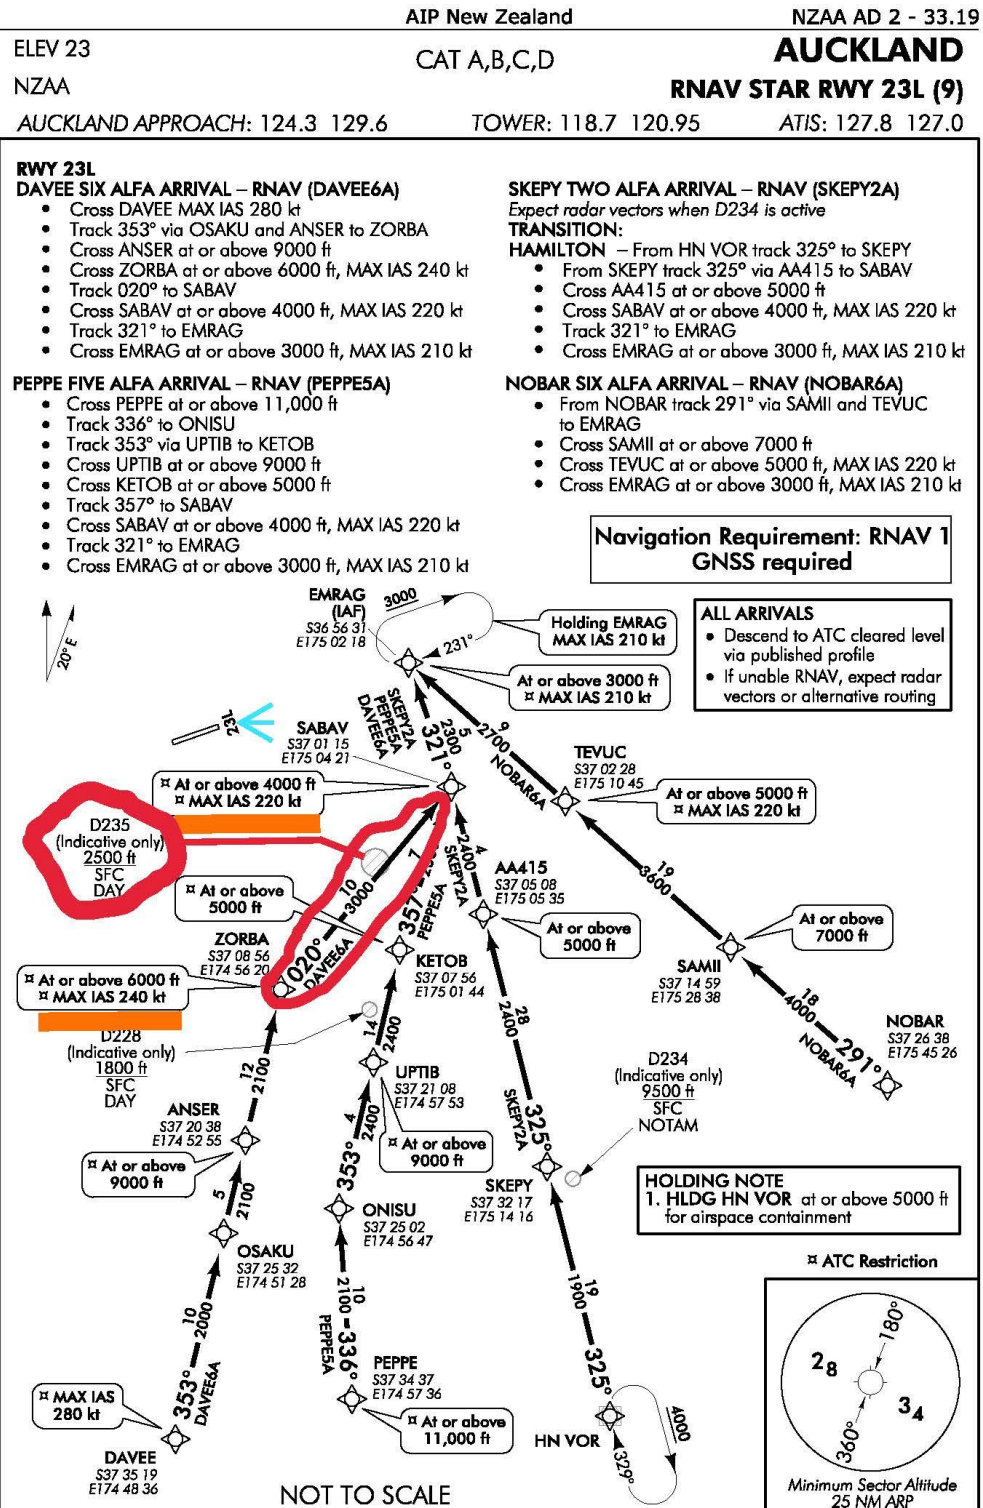 AIP New Zealand
NZAA AD 2 - 33.19
ELEV 23
NZAA
CAT A,B,C,D
AUCKLAND
RNAV STAR RWY 23L (9)
AUCKLAND APPROACH: 124.3 129.6
TOWER: 118.7 120.95
ATIS: 127.8 127.0
RWY 23L
DAVEE SIX ALFA ARRIVAL – RNAV (DAVEE6A)
• Cross DAVEE MAX IAS 280 kt
• Track 353° via OSAKU and ANSER to ZORBA
• Cross ANSER at or above 9000 ft
• Cross ZORBA at or above 6000 ft, MAX IAS 240 kt
• Track 020° to SABAV
• Cross SABAV at or above 4000 ft, MAX IAS 220 kt
• Track 321° to EMRAG
• Cross EMRAG at or above 3000 ft, MAX IAS 210 kt
PEPPE FIVE ALFA ARRIVAL – RNAV (PEPPE5A)
• Cross PEPPE at or above 11,000 ft
• Track 336° to ONISU
• Track 353° via UPTIB to KETOB
• Cross UPTIB at or above 9000 ft
• Cross KETOB at or above 5000 ft
• Track 357° to SABAV
• Cross SABAV at or above 4000 ft, MAX IAS 220 kt
• Track 321° to EMRAG
• Cross EMRAG at or above 3000 ft, MAX IAS 210 kt
SKEPY TWO ALFA ARRIVAL – RNAV (SKEPY2A)
Expect radar vectors when D234 is active
TRANSITION:
HAMILTON – From HN VOR track 325° to SKEPY
• From SKEPY track 325° via AA415 to SABAV
• Cross AA415 at or above 5000 ft
• Cross SABAV at or above 4000 ft, MAX IAS 220 kt
• Track 321° to EMRAG
• Cross EMRAG at or above 3000 ft, MAX IAS 210 kt
NOBAR SIX ALFA ARRIVAL – RNAV (NOBAR6A)
• From NOBAR track 291° via SAMII and TEVUC
to EMRAG
• Cross SAMII at or above 7000 ft
• Cross TEVUC at or above 5000 ft, MAX IAS 220 kt
• Cross EMRAG at or above 3000 ft, MAX IAS 210 kt
Navigation Requirement: RNAV 1
GNSS required
ALL ARRIVALS
• Descend to ATC cleared level
via published profile
• If unable RNAV, expect radar
vectors or alternative routing
20° E
EMRAG
(IAF)
S36 56 31
E175 02 18
3000
231°
Holding EMRAG
MAX IAS 210 kt
At or above 3000 ft
¤ MAX IAS 210 kt
23L
SABAV
S37 01 15
E175 04 21
SKEPY2A
PEPPE5A
DAVEE6A
321°
5
2300
9
2700
NOBAR6A
TEVUC
S37 02 28
E175 10 45
¤ At or above 4000 ft
¤ MAX IAS 220 kt
At or above 5000 ft
¤ MAX IAS 220 kt
D235
(Indicative only)
2500 ft
SFC
DAY
¤ At or above
5000 ft
10
3000
020°
DAVEE6A
7
357°
PEPPE5A
4
2400
SKEPY2A
AA415
S37 05 08
E175 05 35
At or above
5000 ft
19
3600
At or above
7000 ft
ZORBA
S37 08 56
E174 56 20
KETOB
S37 07 56
E175 01 44
SAMII
S37 14 59
E175 28 38
¤ At or above 6000 ft
¤ MAX IAS 240 kt
18
4000
NOBAR6A
291°
NOBAR
S37 26 38
E175 45 26
D228
(Indicative only)
1800 ft
SFC
DAY
14
2400
28
2400
SKEPY2A
325°
D234
(Indicative only)
9500 ft
SFC
NOTAM
12
2100
UPTIB
S37 21 08
E174 57 53
ANSER
S37 20 38
E174 52 55
4
2400
353°
¤ At or above
9000 ft
¤ At or above
9000 ft
SKEPY
S37 32 17
E175 14 16
HOLDING NOTE
1. HLDG HN VOR at or above 5000 ft
for airspace containment
5
2100
ONISU
S37 25 02
E174 56 47
OSAKU
S37 25 32
E174 51 28
¤ ATC Restriction
10
2000
353°
DAVEE6A
10
2100
336°
PEPPE5A
19
1900
325°
PEPPE
S37 34 37
E174 57 36
¤ MAX IAS
280 kt
¤ At or above
11,000 ft
HN VOR
4000
329°
DAVEE
S37 35 19
E174 48 36
NOT TO SCALE
180°
28
34
360°
Minimum Sector Altitude
25 NM ARP